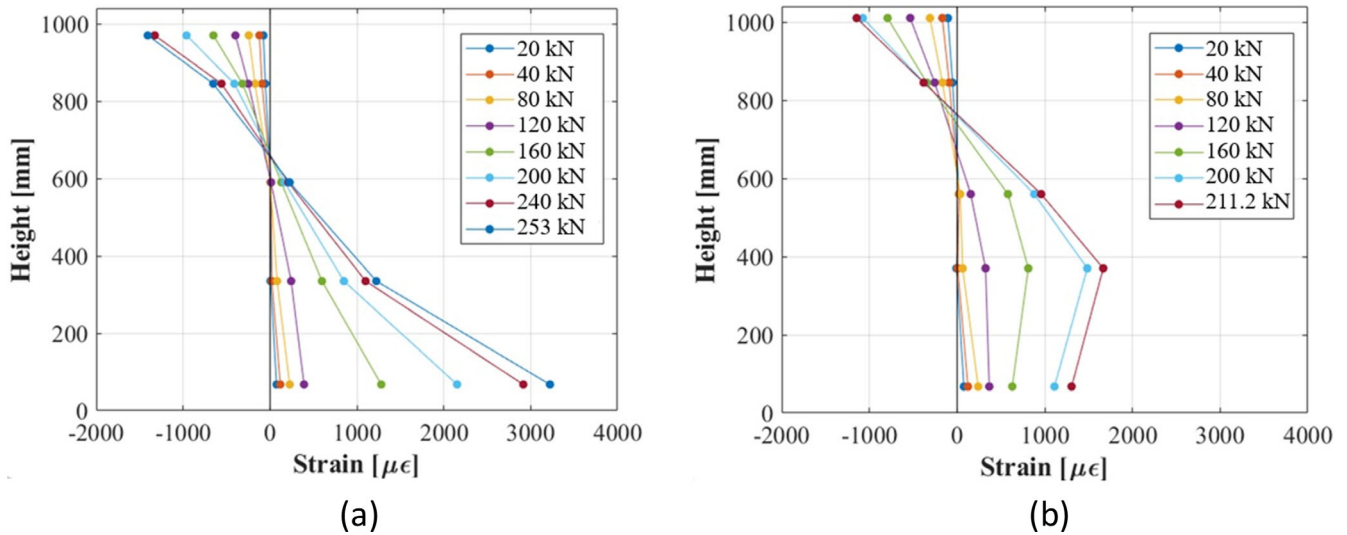 1000
800
600
400
200
0
Height [mm]
-2000 -1000 0 1000 2000 3000 4000
Strain [με]
20 kN
40 kN
80 kN
120 kN
160 kN
200 kN
240 kN
253 kN
(a)
1000
800
600
400
200
0
Height [mm]
-2000 -1000 0 1000 2000 3000 4000
Strain [με]
20 kN
40 kN
80 kN
120 kN
160 kN
200 kN
211.2 kN
(b)